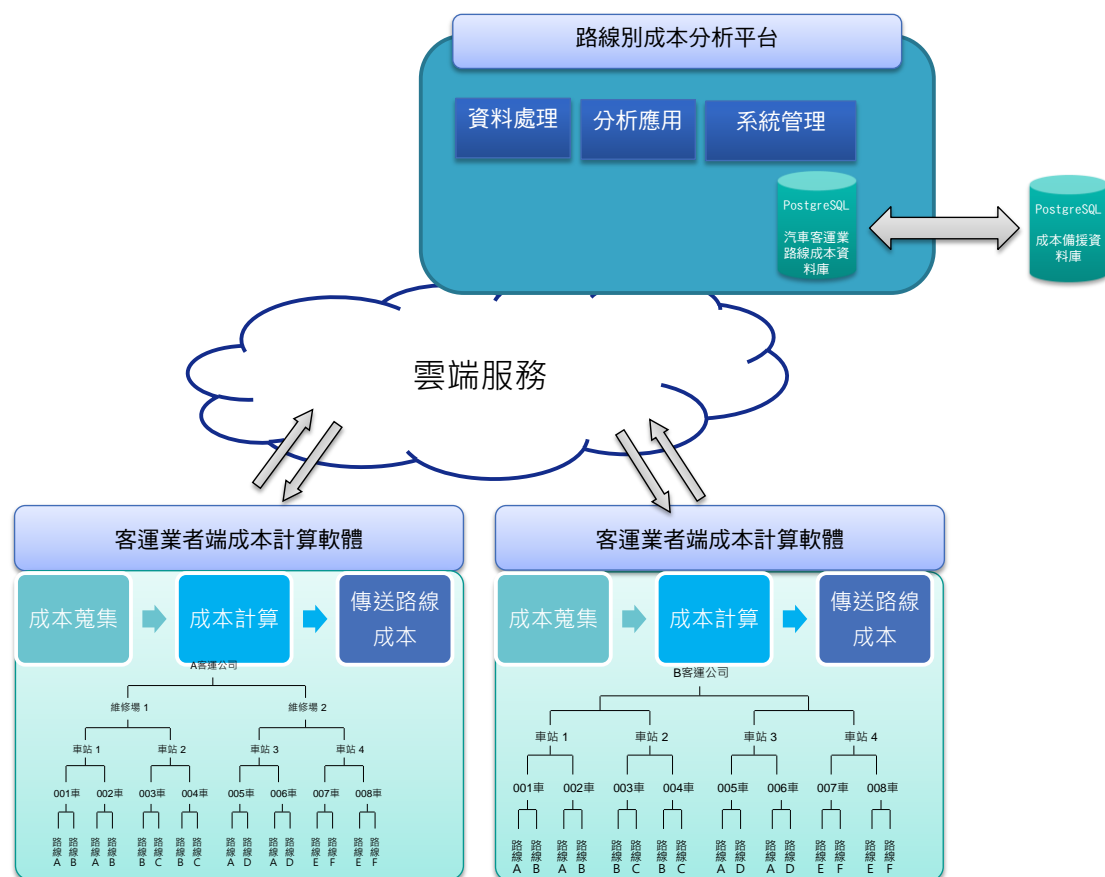 路線別成本分析平台
資料處理
分析應用
系統管理
PostgreSQL
汽車客運業
路線成本資
料庫
PostgreSQL
成本備援資
料庫
雲端服務
客運業者端成本計算軟體
成本蒐集
成本計算
傳送路線
成本
A客運公司
維修場 1
維修場 2
車站 1
車站 2
車站 3
車站 4
001車
002車
003車
004車
005車
006車
007車
008車
路線A
路線B
路線A
路線B
路線B
路線C
路線B
路線C
路線A
路線D
路線A
路線D
路線E
路線F
路線E
路線F
客運業者端成本計算軟體
成本蒐集
成本計算
傳送路線
成本
B客運公司
車站 1
車站 2
車站 3
車站 4
001車
002車
003車
004車
005車
006車
007車
008車
路線A
路線B
路線A
路線B
路線B
路線C
路線B
路線C
路線A
路線D
路線A
路線D
路線E
路線F
路線E
路線F